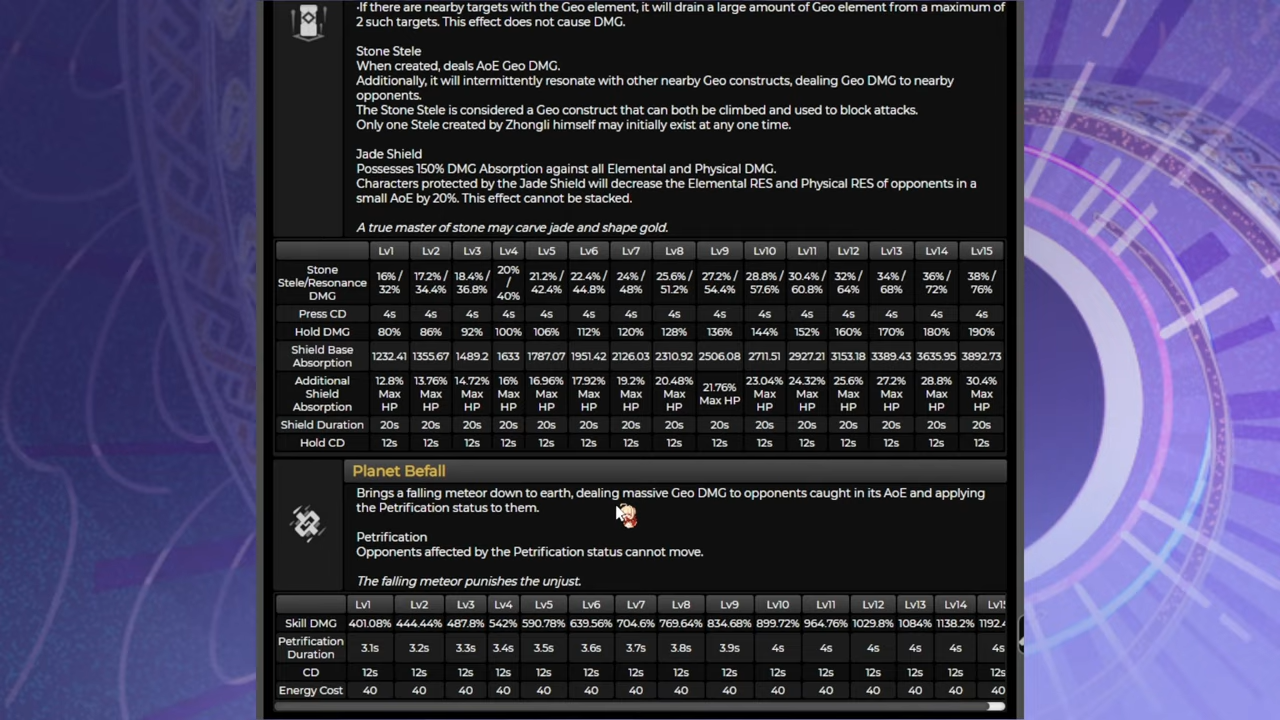 ·If there are nearby targets with the Geo element, it will drain a large amount of Geo element from a maximum of
2 such targets. This effect does not cause DMG.
Stone Stele
When created, deals AoE Geo DMG.
Additionally, it will intermittently resonate with other nearby Geo constructs, dealing Geo DMG to nearby
opponents.
The Stone Stele is considered a Geo construct that can both be climbed and used to block attacks.
Only one Stele created by Zhongli himself may initially exist at any one time.
Jade Shield
Possesses 150% DMG Absorption against all Elemental and Physical DMG.
Characters protected by the Jade Shield will decrease the Elemental RES and Physical RES of opponents in a
small AoE by 20%. This effect cannot be stacked.
A true master of stone may carve jade and shape gold.
Lv1 Lv2 Lv3 Lv4 Lv5 Lv6 Lv7 Lv8 Lv9 Lv10 Lv11 Lv12 Lv13 Lv14 Lv15
Stone Stele/Resonance DMG 16% / 32% 17.2% / 34.4% 18.4% / 36.8% 20% / 40% 21.2% / 42.4% 22.4% / 44.8% 24% / 48% 25.6% / 51.2% 27.2% / 54.4% 28.8% / 57.6% 30.4% / 60.8% 32% / 64% 34% / 68% 36% / 72% 38% / 76%
Press CD 4s 4s 4s 4s 4s 4s 4s 4s 4s 4s 4s 4s 4s 4s 4s
Hold DMG 80% 86% 92% 100% 106% 112% 120% 128% 136% 144% 152% 160% 170% 180% 190%
Shield Base Absorption 1232.41 1355.67 1489.2 1633 1787.07 1951.42 2126.03 2310.92 2506.08 2711.51 2927.21 3153.18 3389.43 3635.95 3892.73
Additional Shield Absorption 12.8% Max HP 13.76% Max HP 14.72% Max HP 16% Max HP 16.96% Max HP 17.92% Max HP 19.2% Max HP 20.48% Max HP 21.76% Max HP 23.04% Max HP 24.32% Max HP 25.6% Max HP 27.2% Max HP 28.8% Max HP 30.4% Max HP
Shield Duration 20s 20s 20s 20s 20s 20s 20s 20s 20s 20s 20s 20s 20s 20s 20s
Hold CD 12s 12s 12s 12s 12s 12s 12s 12s 12s 12s 12s 12s 12s 12s 12s
Planet Befall
Brings a falling meteor down to earth, dealing massive Geo DMG to opponents caught in its AoE and applying
the Petrification status to them.
Petrification
Opponents affected by the Petrification status cannot move.
The falling meteor punishes the unjust.
Lv1 Lv2 Lv3 Lv4 Lv5 Lv6 Lv7 Lv8 Lv9 Lv10 Lv11 Lv12 Lv13 Lv14
Skill DMG 401.08% 444.44% 487.8% 542% 590.78% 639.56% 704.6% 769.64% 834.68% 899.72% 964.76% 1029.8% 1084% 1138.2% 1192.4
Petrification Duration 3.1s 3.2s 3.3s 3.4s 3.5s 3.6s 3.7s 3.8s 3.9s 4s 4s 4s 4s 4s 4s
CD 12s 12s 12s 12s 12s 12s 12s 12s 12s 12s 12s 12s 12s 12s 12s
Energy Cost 40 40 40 40 40 40 40 40 40 40 40 40 40 40 40